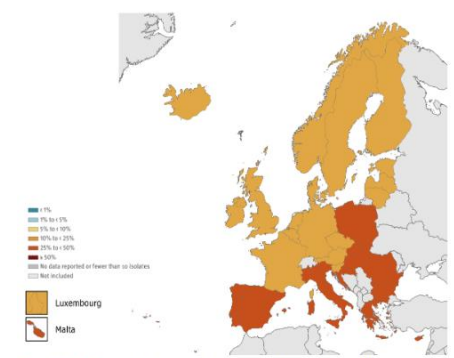 < 1%
1% to < 5%
5% to < 10%
10% to < 25%
25% to < 50%
≥ 50%
No data reported or fewer than 10 isolates
Not included
Luxembourg
Malta